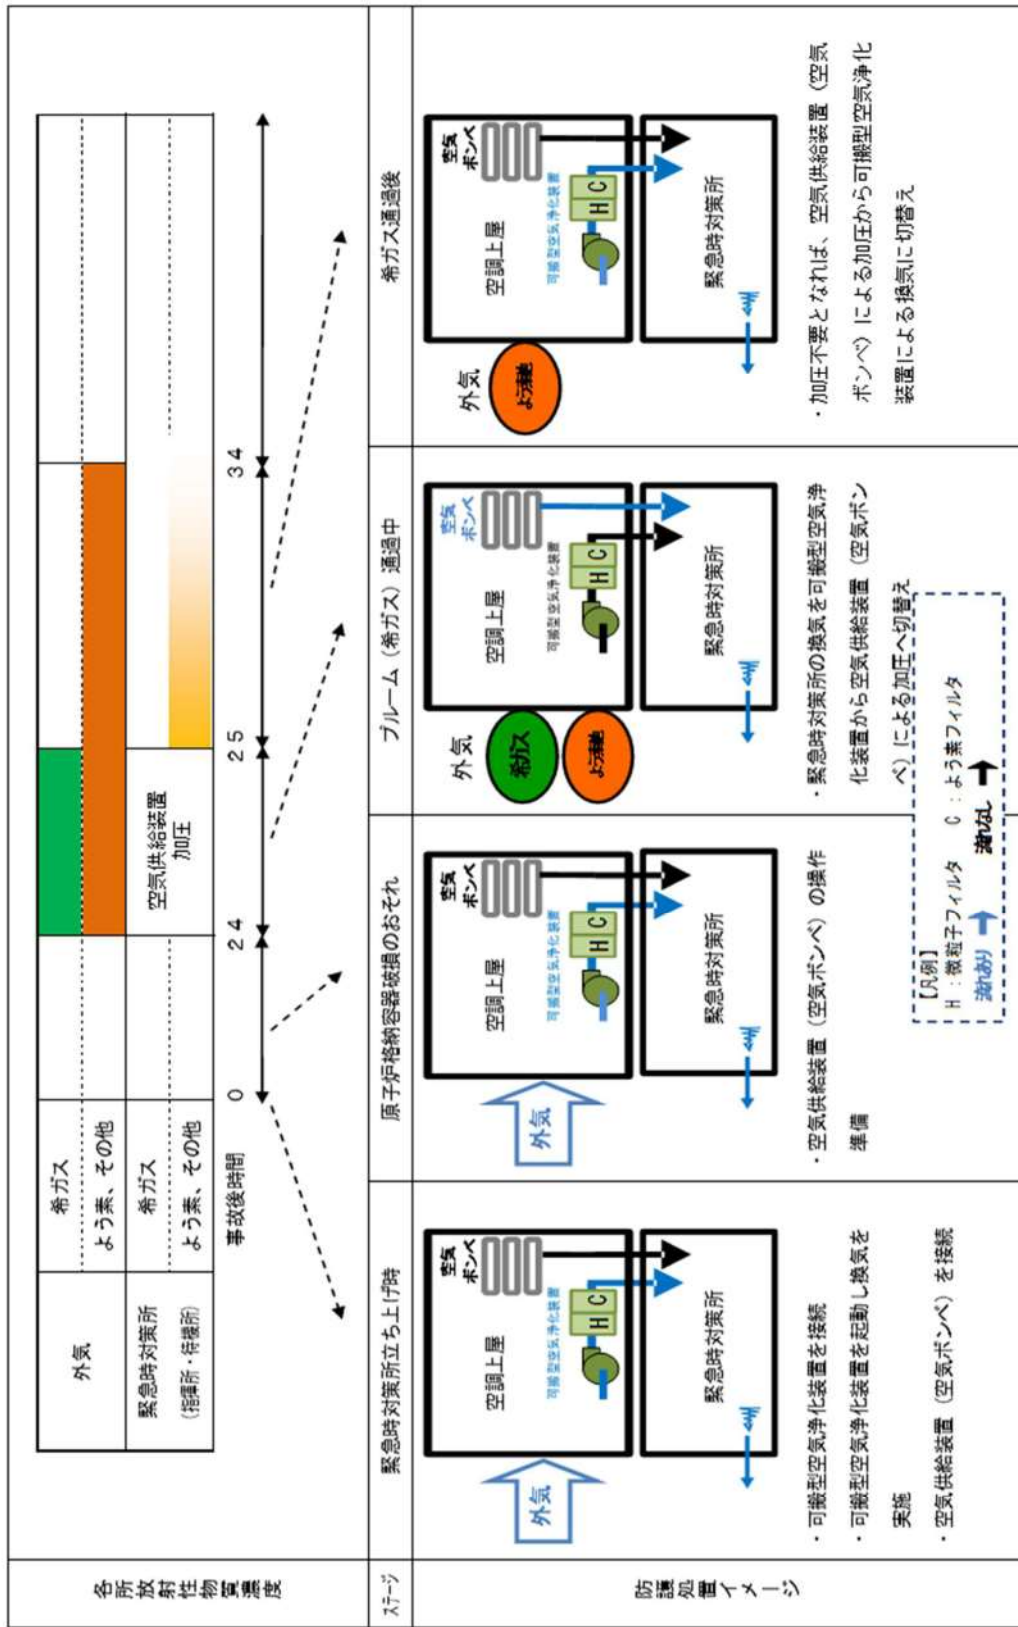 各所放射性物質濃度
外気
希ガス
よう素、その他
緊急時対策所
(指揮所・待機所)
希ガス
よう素、その他
空気供給装置
加圧
事故後時間
0
24
25
34
ステージ
緊急時対策所立ち上げ時
原子炉格納容器破損のおそれ
プルーム(希ガス)通過中
希ガス通過後
防護処置イメージ
外気
空調上屋
空気
ボンベ
可搬型空気浄化装置
H C
緊急時対策所
・可搬型空気浄化装置を接続
・可搬型空気浄化装置を起動し換気を
実施
・空気供給装置(空気ボンベ)を接続
外気
空調上屋
空気
ボンベ
可搬型空気浄化装置
H C
緊急時対策所
・空気供給装置(空気ボンベ)の操作
準備
外気
希ガス
空調上屋
空気
ボンベ
可搬型空気浄化装置
H C
緊急時対策所
・緊急時対策所の換気を可搬型空気浄
化装置から空気供給装置(空気ボン
ベ)による加圧へ切替え
外気
空調上屋
空気
ボンベ
可搬型空気浄化装置
H C
緊急時対策所
・加圧不要となれば、空気供給装置(空気
ボンベ)による加圧から可搬型空気浄化
装置による換気に切替え
【凡例】
H:微粒子フィルタ C:よう素フィルタ
流れあり 流れなし